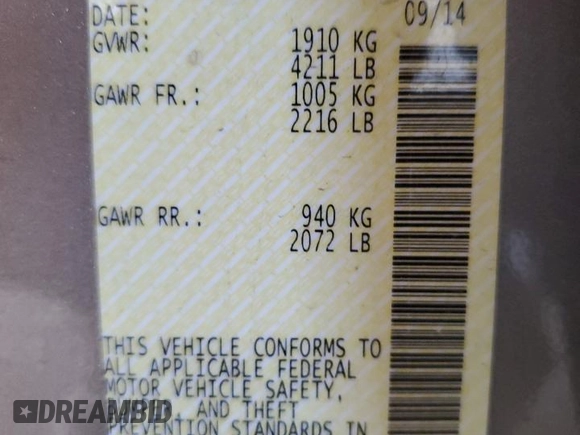 DATE: 09/14
GVWR: 1910 KG
4211 LB
GAWR FR.: 1005 KG
2216 LB
GAWR RR.: 940 KG
2072 LB
THIS VEHICLE CONFORMS TO
ALL APPLICABLE FEDERAL
MOTOR VEHICLE SAFETY,
AND THEFT
PREVENTION STANDARDS IN
DREAMBID